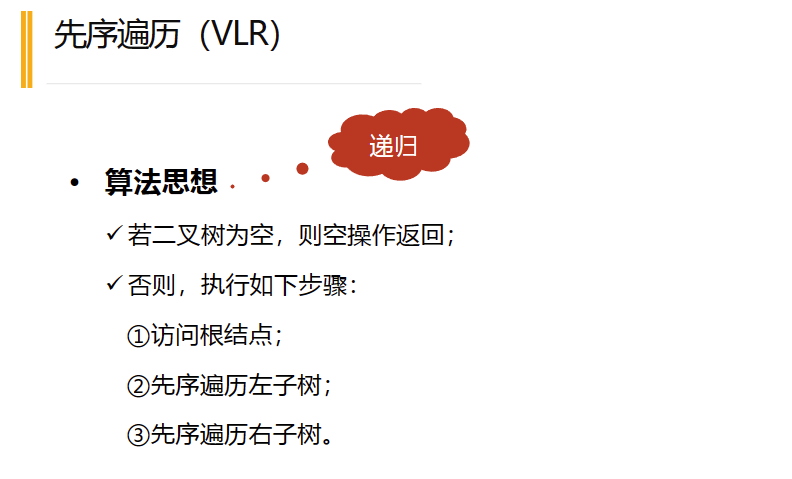 先序遍历（VLR）
递归
• 算法思想
✓若二叉树为空，则空操作返回；
✓否则，执行如下步骤：
①访问根结点；
②先序遍历左子树；
③先序遍历右子树。